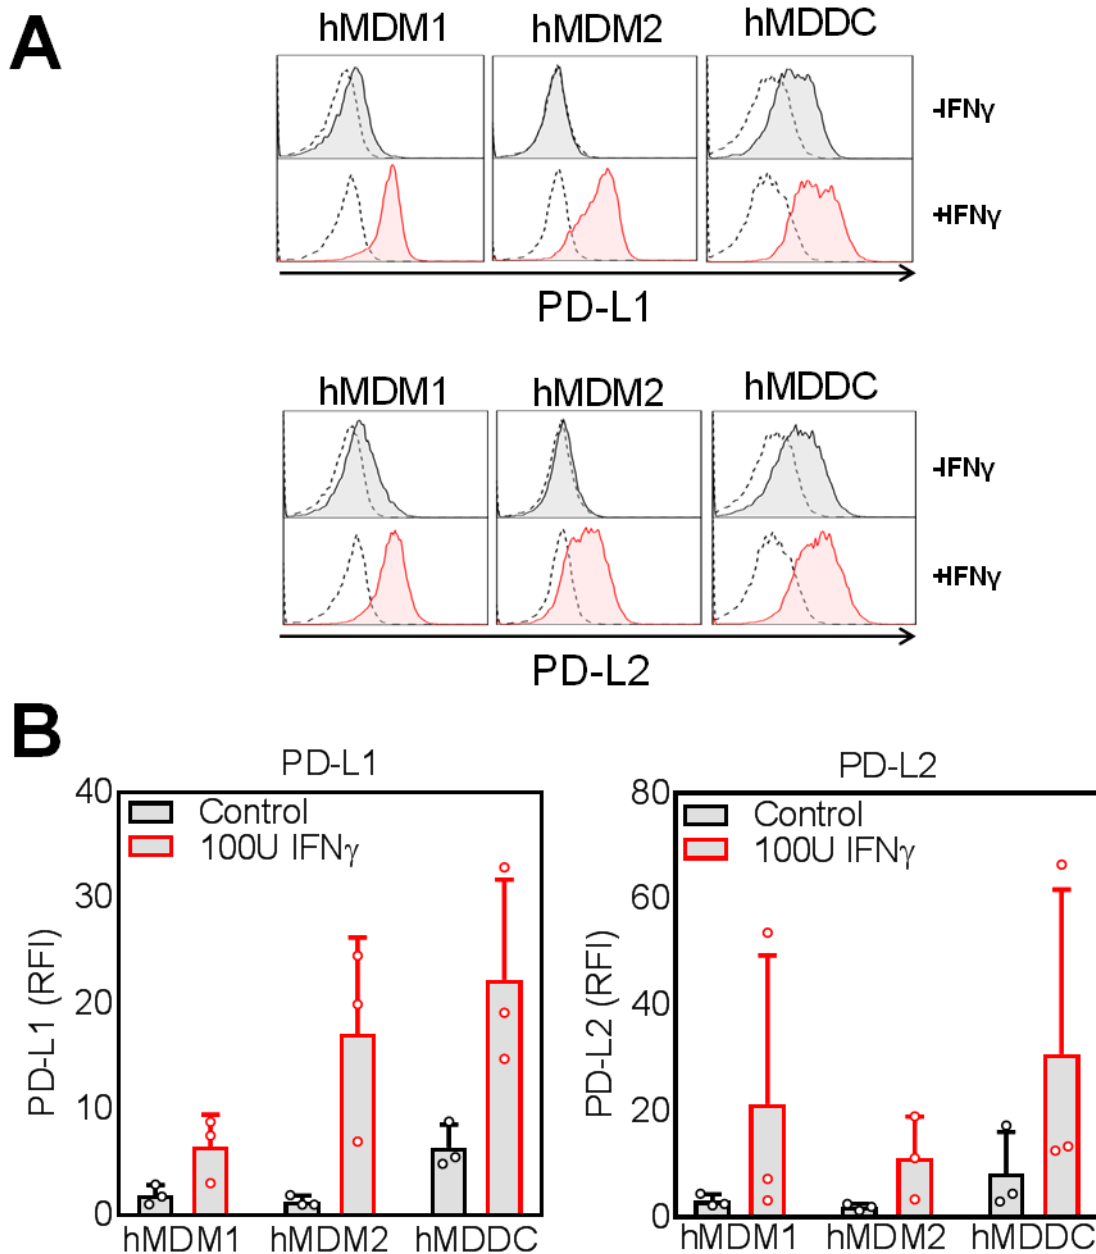 A
hMDM1 hMDM2 hMDDC
-IFNγ
+IFNγ
PD-L1
hMDM1 hMDM2 hMDDC
-IFNγ
+IFNγ
PD-L2
B
PD-L1
40
30
20
10
0
PD-L1 (RFI)
Control
100U IFNγ
hMDM1 hMDM2 hMDDC
PD-L2
80
60
40
20
0
PD-L2 (RFI)
Control
100U IFNγ
hMDM1 hMDM2 hMDDC